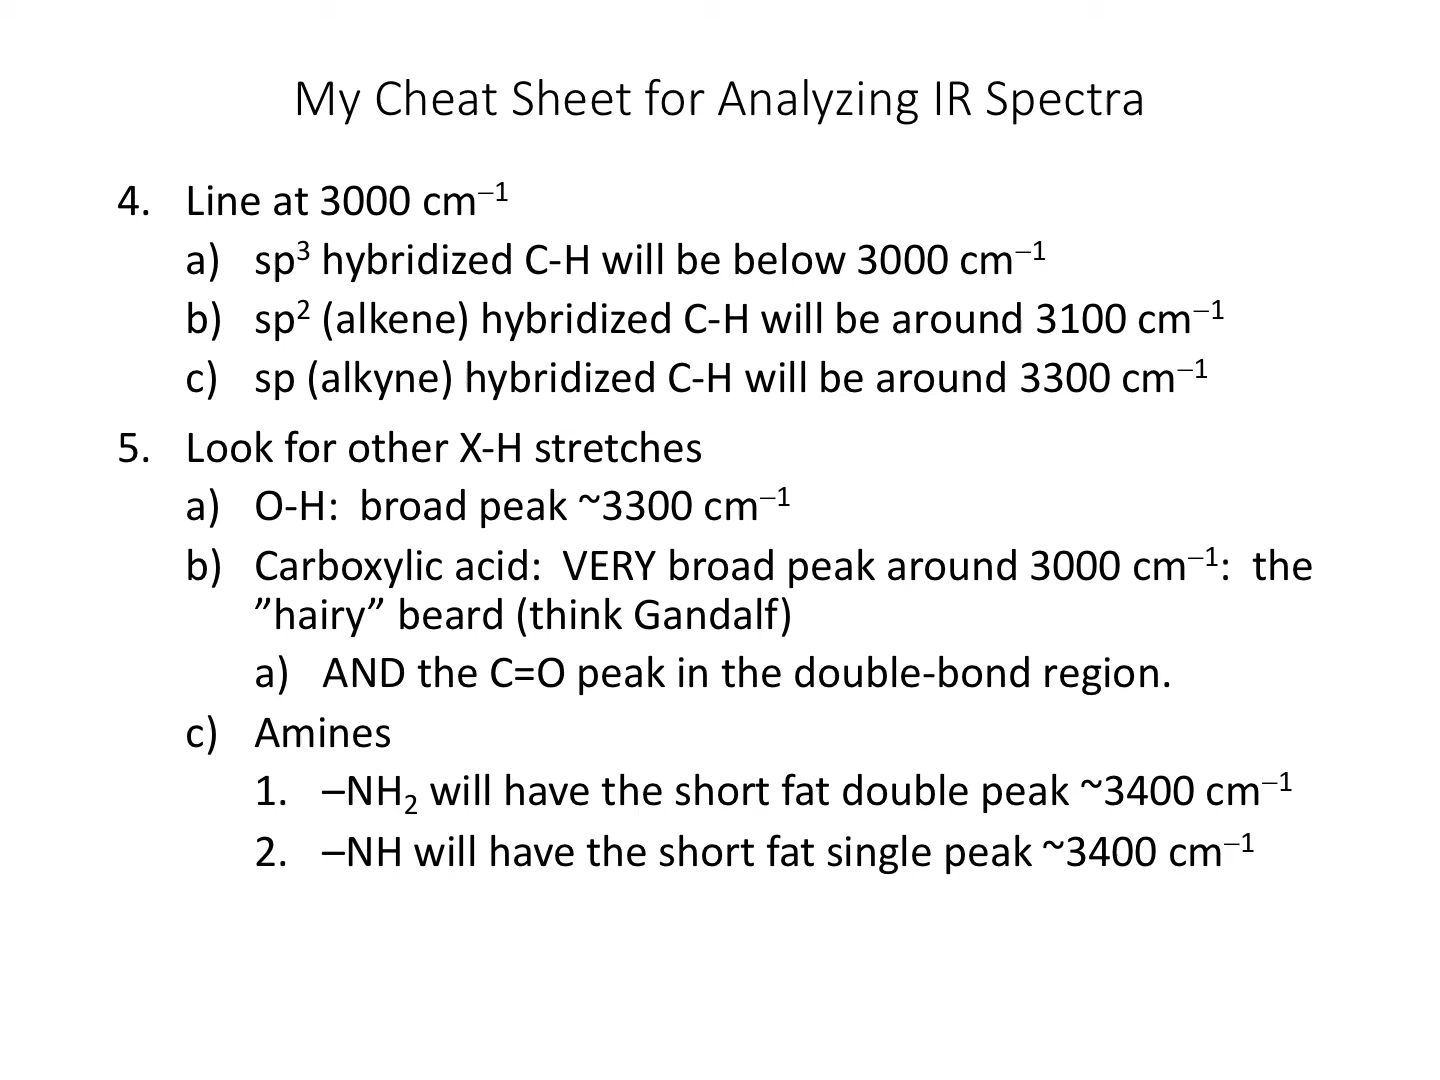 My Cheat Sheet for Analyzing IR Spectra
4. Line at 3000 cm⁻¹
a) sp³ hybridized C-H will be below 3000 cm⁻¹
b) sp² (alkene) hybridized C-H will be around 3100 cm⁻¹
c) sp (alkyne) hybridized C-H will be around 3300 cm⁻¹
5. Look for other X-H stretches
a) O-H:  broad peak ~3300 cm⁻¹
b) Carboxylic acid:  VERY broad peak around 3000 cm⁻¹:  the
”hairy” beard (think Gandalf)
a) AND the C=O peak in the double-bond region.
c) Amines
1. –NH₂ will have the short fat double peak ~3400 cm⁻¹
2. –NH will have the short fat single peak ~3400 cm⁻¹